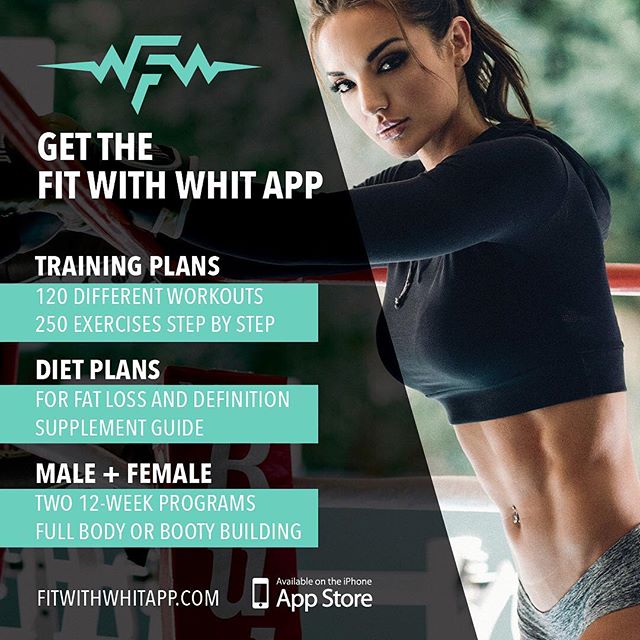 WFW
GET THE
FIT WITH WHIT APP
TRAINING PLANS
120 DIFFERENT WORKOUTS
250 EXERCISES STEP BY STEP
DIET PLANS
FOR FAT LOSS AND DEFINITION
SUPPLEMENT GUIDE
MALE + FEMALE
TWO 12-WEEK PROGRAMS
FULL BODY OR BOOTY BUILDING
FITWITHWHITAPP.COM
Available on the iPhone
App Store